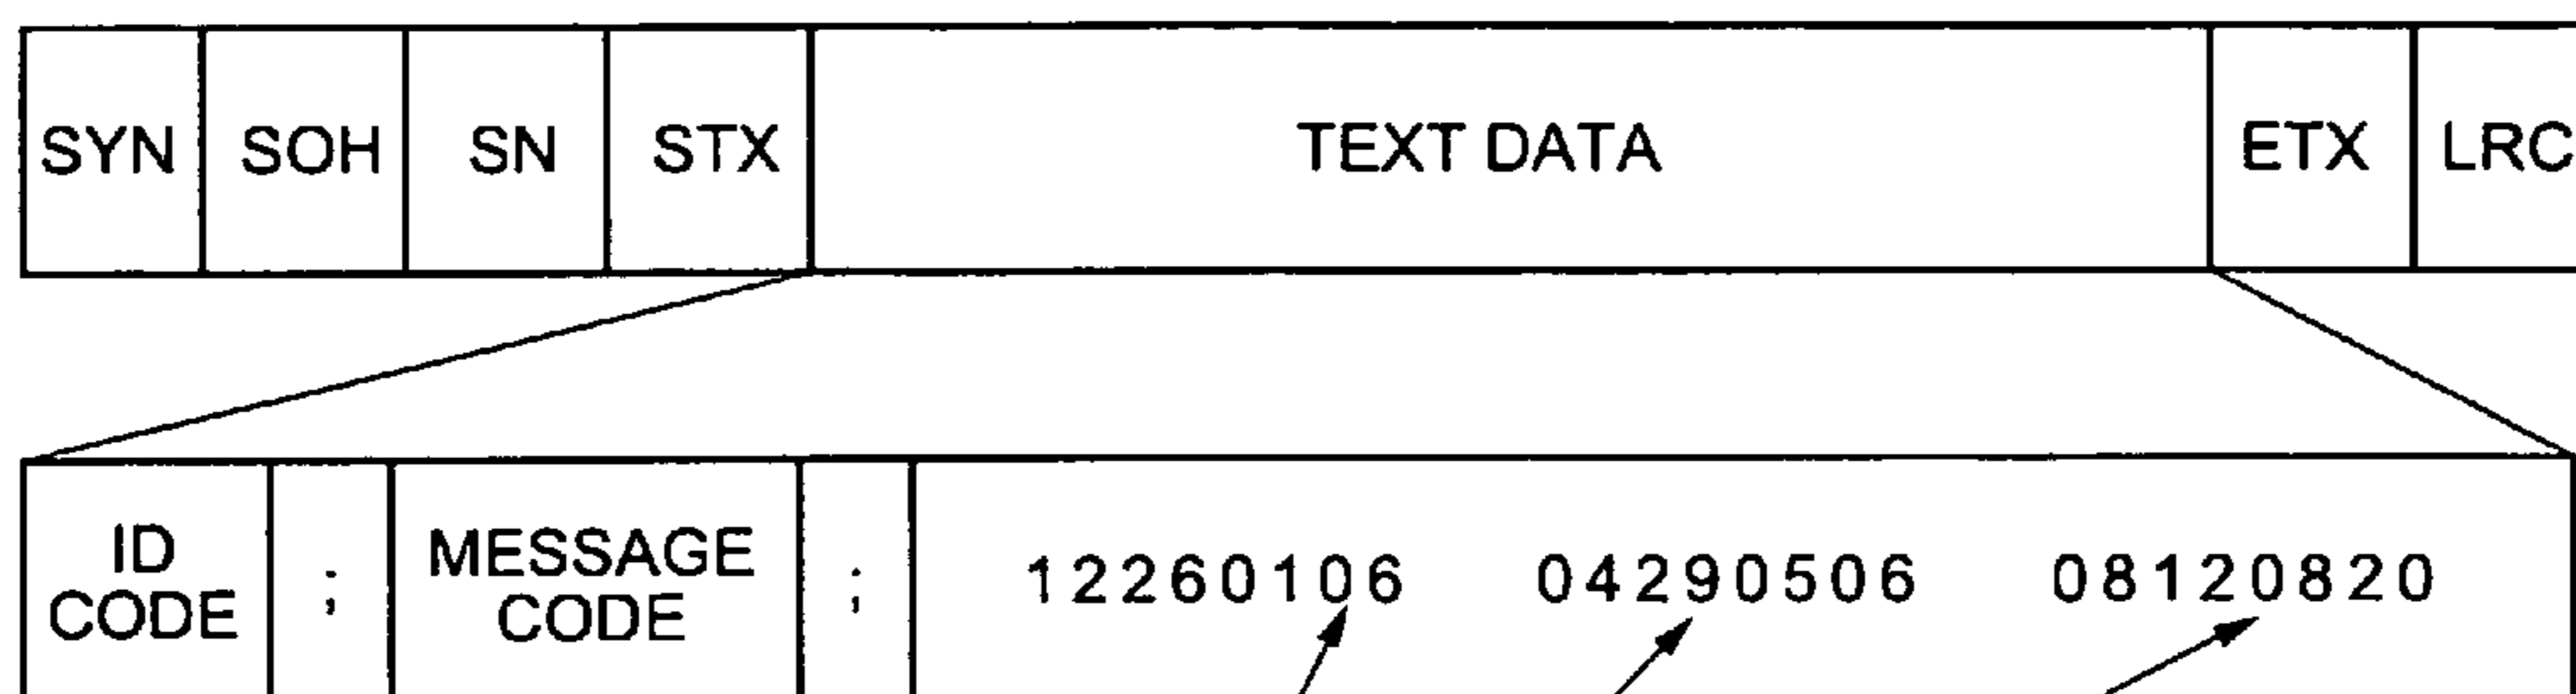 SYN SOH SN STX TEXT DATA ETX LRC
ID CODE ; MESSAGE CODE ; 12260106 04290506 08120820